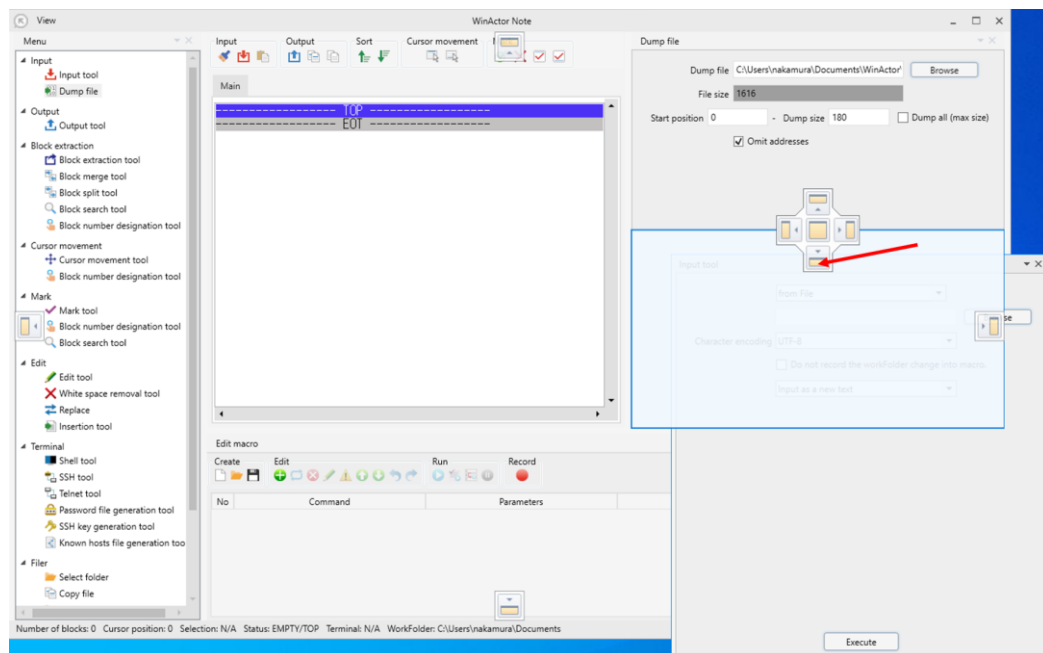 View
WinActor Note
Menu
Input
Input tool
Dump file
Output
Output tool
Block extraction
Block extraction tool
Block merge tool
Block split tool
Block search tool
Block number designation tool
Cursor movement
Cursor movement tool
Block number designation tool
Mark
Mark tool
Block number designation tool
Block search tool
Edit
Edit tool
White space removal tool
Replace
Insertion tool
Terminal
Shell tool
SSH tool
Telnet tool
Password file generation tool
SSH key generation tool
Known hosts file generation too
Filer
Select folder
Copy file
Input Output Sort Cursor movement
Main
------------------ TOP ------------------
------------------ EOT ------------------
Edit macro
Create Edit Run Record
No Command Parameters
Dump file
Dump file C:\Users\nakamura\Documents\WinActor' Browse
File size 1616
Start position 0 - Dump size 180 Dump all (max size)
Omit addresses
Input tool
from File
se
Character encoding UTF-8
Do not record the workFolder change into macro.
Input as a new text.
Execute
Number of blocks: 0 Cursor position: 0 Selection: N/A Status: EMPTY/TOP Terminal: N/A WorkFolder: C:\Users\nakamura\Documents